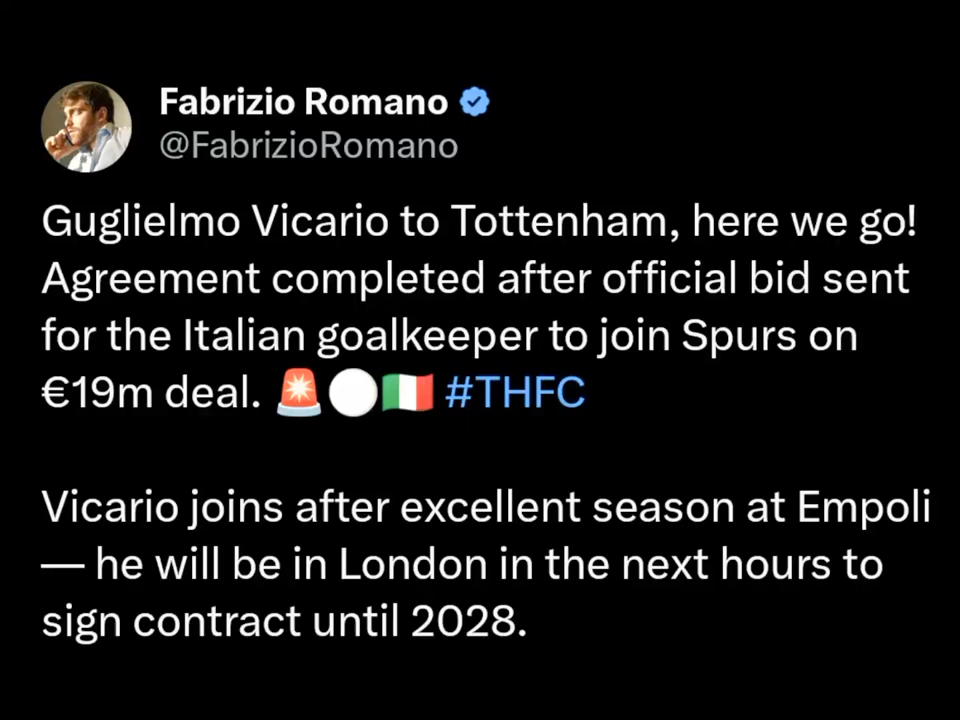 Fabrizio Romano
@FabrizioRomano
Guglielmo Vicario to Tottenham, here we go!
Agreement completed after official bid sent
for the Italian goalkeeper to join Spurs on
€19m deal. 🚨⚪️🇮🇹 #THFC
Vicario joins after excellent season at Empoli
— he will be in London in the next hours to
sign contract until 2028.